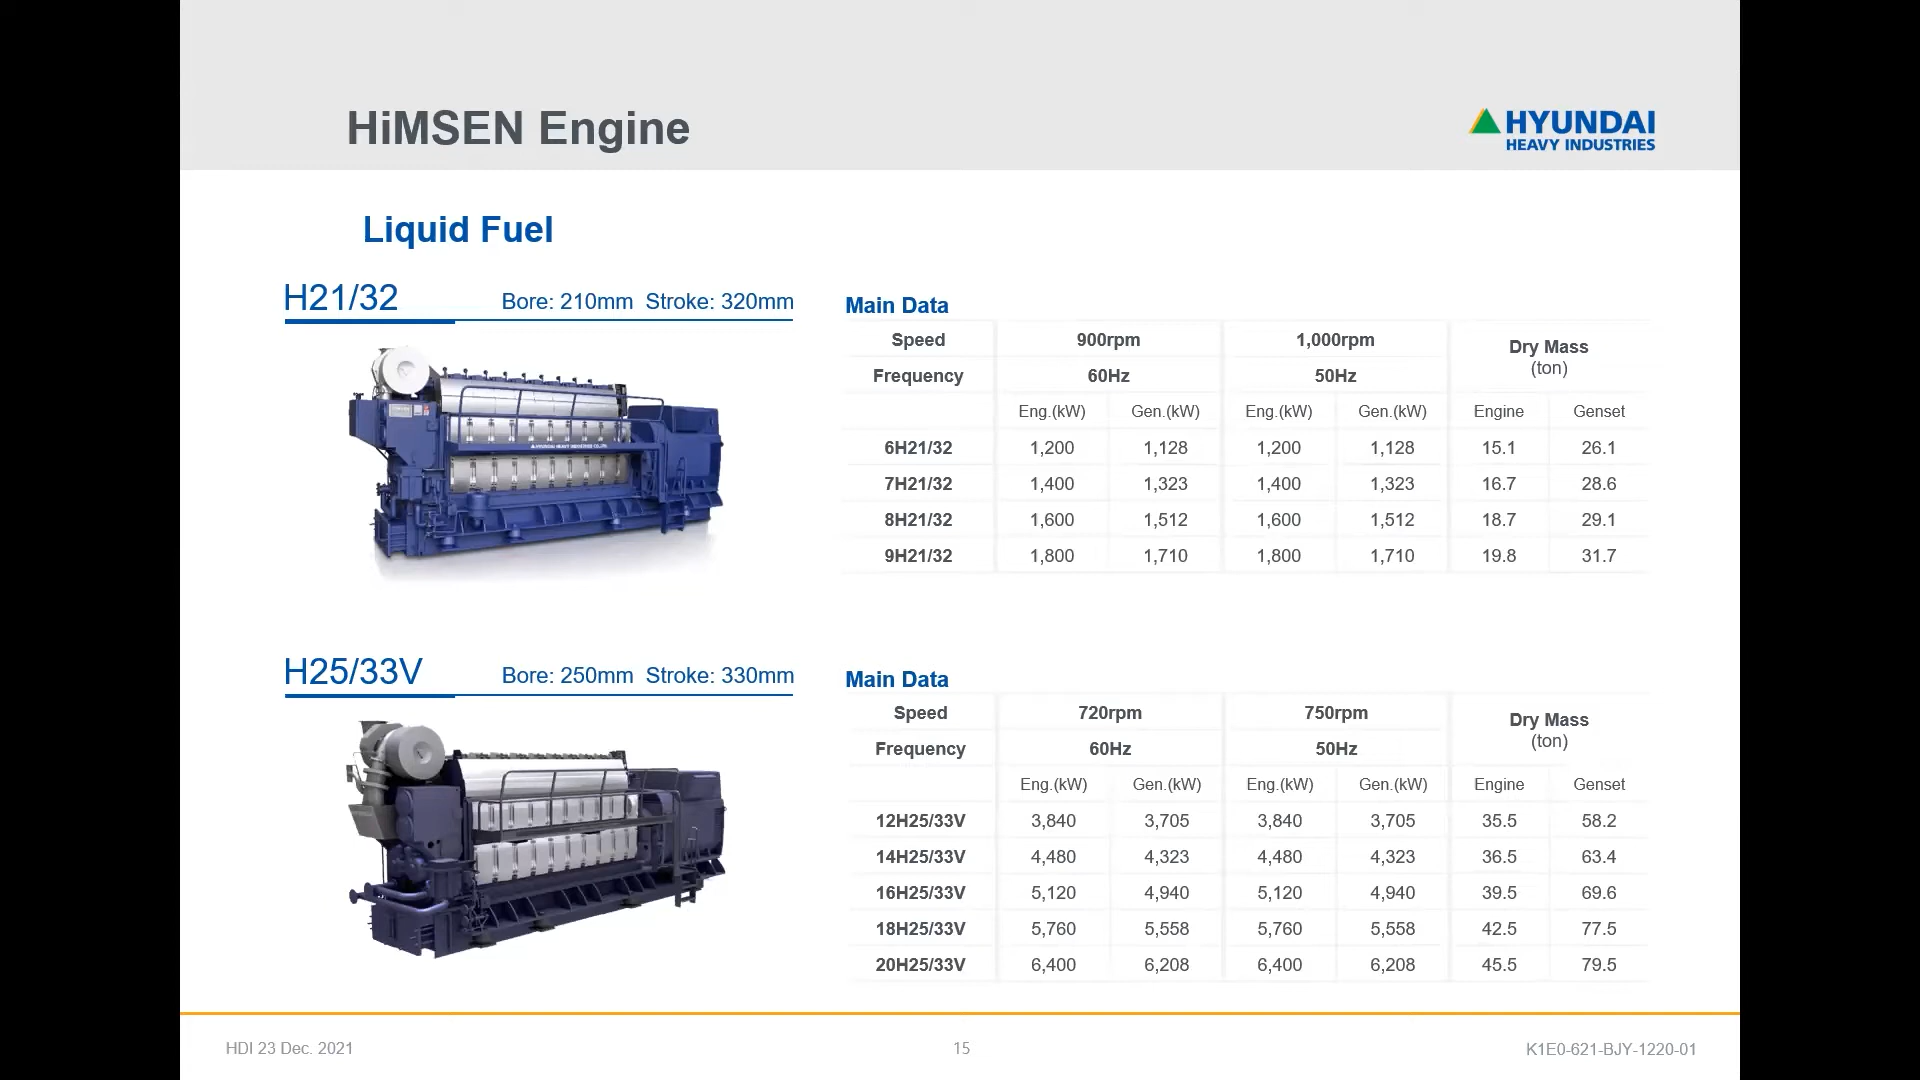 HiMSEN Engine
HYUNDAI
HEAVY INDUSTRIES
Liquid Fuel
H21/32 Bore: 210mm Stroke: 320mm
Main Data
Speed 900rpm 1,000rpm Dry Mass
(ton)
Frequency 60Hz 50Hz
Eng.(kW) Gen.(kW) Eng.(kW) Gen.(kW) Engine Genset
6H21/32 1,200 1,128 1,200 1,128 15.1 26.1
7H21/32 1,400 1,323 1,400 1,323 16.7 28.6
8H21/32 1,600 1,512 1,600 1,512 18.7 29.1
9H21/32 1,800 1,710 1,800 1,710 19.8 31.7
HYUNDAI HEAVY INDUSTRIES CO.,LTD.
H25/33V Bore: 250mm Stroke: 330mm
Main Data
Speed 720rpm 750rpm Dry Mass
(ton)
Frequency 60Hz 50Hz
Eng.(kW) Gen.(kW) Eng.(kW) Gen.(kW) Engine Genset
12H25/33V 3,840 3,705 3,840 3,705 35.5 58.2
14H25/33V 4,480 4,323 4,480 4,323 36.5 63.4
16H25/33V 5,120 4,940 5,120 4,940 39.5 69.6
18H25/33V 5,760 5,558 5,760 5,558 42.5 77.5
20H25/33V 6,400 6,208 6,400 6,208 45.5 79.5
HDI 23 Dec. 2021 15 K1E0-621-BJY-1220-01